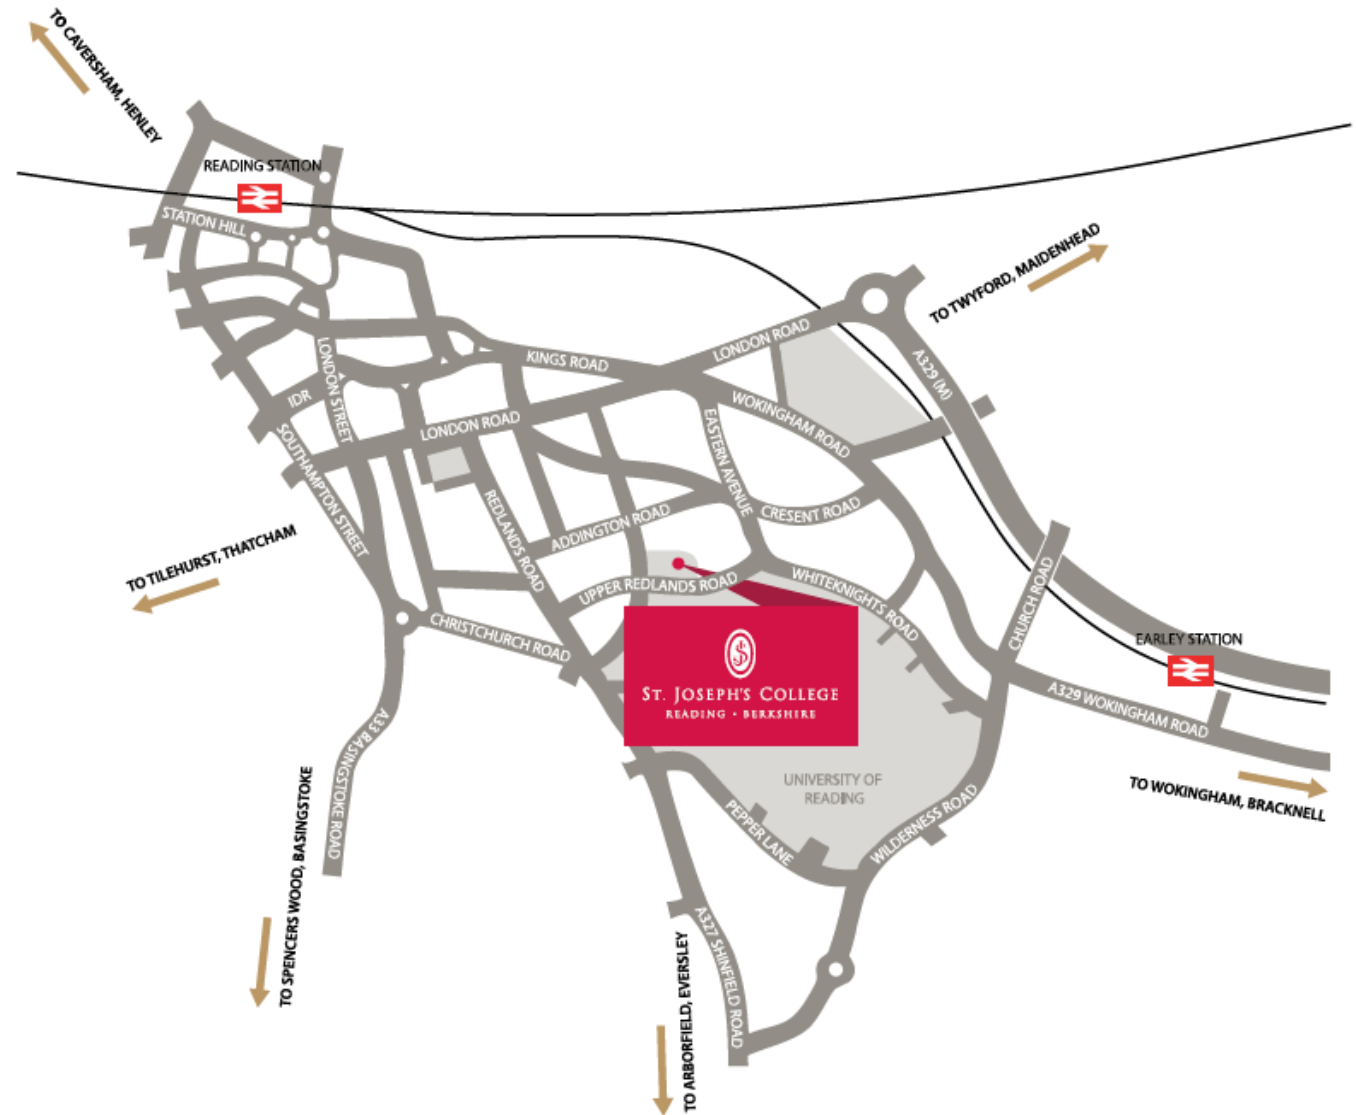 TO CAVERSHAM, HENLEY
READING STATION
STATION HILL
TO TWYFORD, MAIDENHEAD
LONDON ROAD
KINGS ROAD
A329 (M)
LONDON STREET
IDR
WOKINGHAM ROAD
LONDON ROAD
EASTERN AVENUE
SOUTHAMPTON STREET
REDLANDS ROAD
CRESENT ROAD
ADDINGTON ROAD
TO TILEHURST, THATCHAM
UPPER REDLANDS ROAD
WHITEKNIGHTS ROAD
CHURCH ROAD
CHRISTCHURCH ROAD
EARLEY STATION
ST. JOSEPH'S COLLEGE
READING • BERKSHIRE
A329 WOKINGHAM ROAD
A33 BASINGSTOKE ROAD
UNIVERSITY OF
READING
TO WOKINGHAM, BRACKNELL
PEPPER LANE
WILDERNESS ROAD
TO SPENCERS WOOD, BASINGSTOKE
A327 SHINFIELD ROAD
TO ARBORFIELD, EVERSLEY